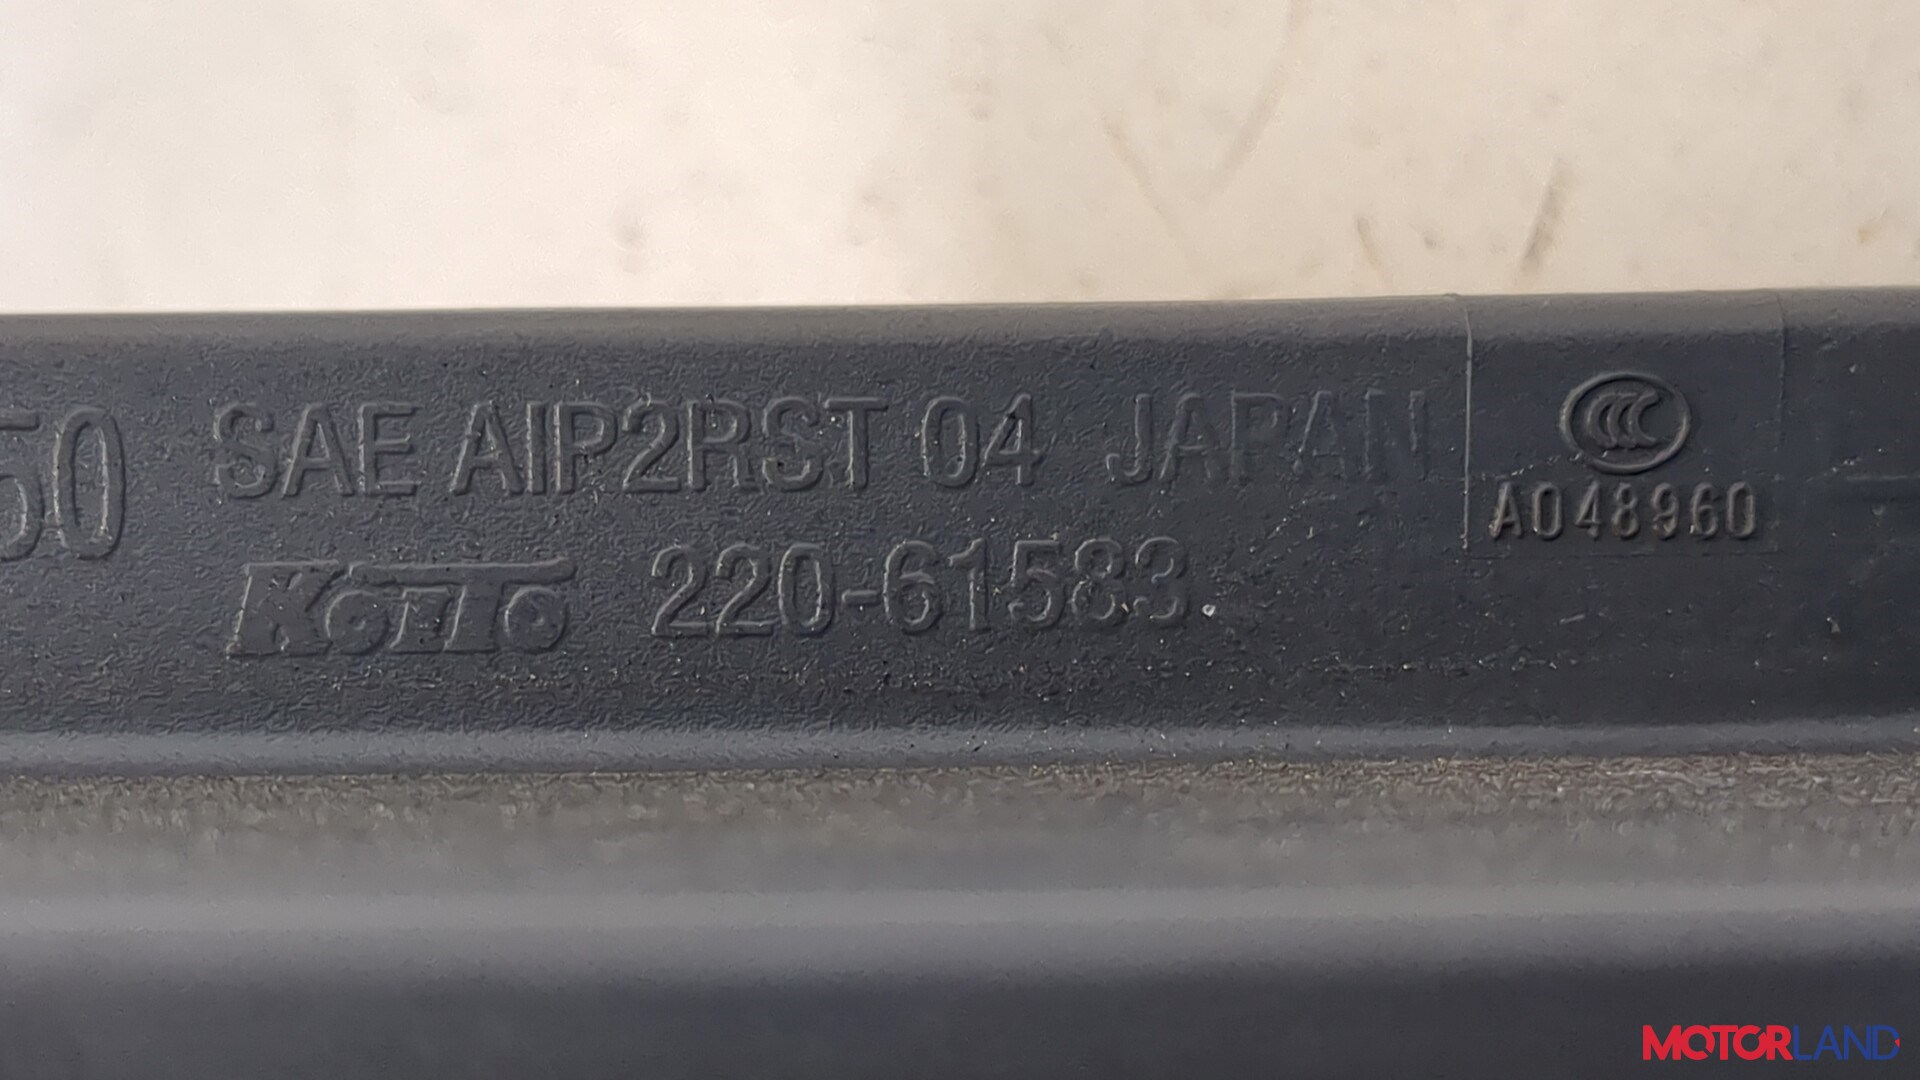 50 SAE AIP2RST 04 JAPAN
CCC
A048960
KOITO 220-61583
MOTORLAND